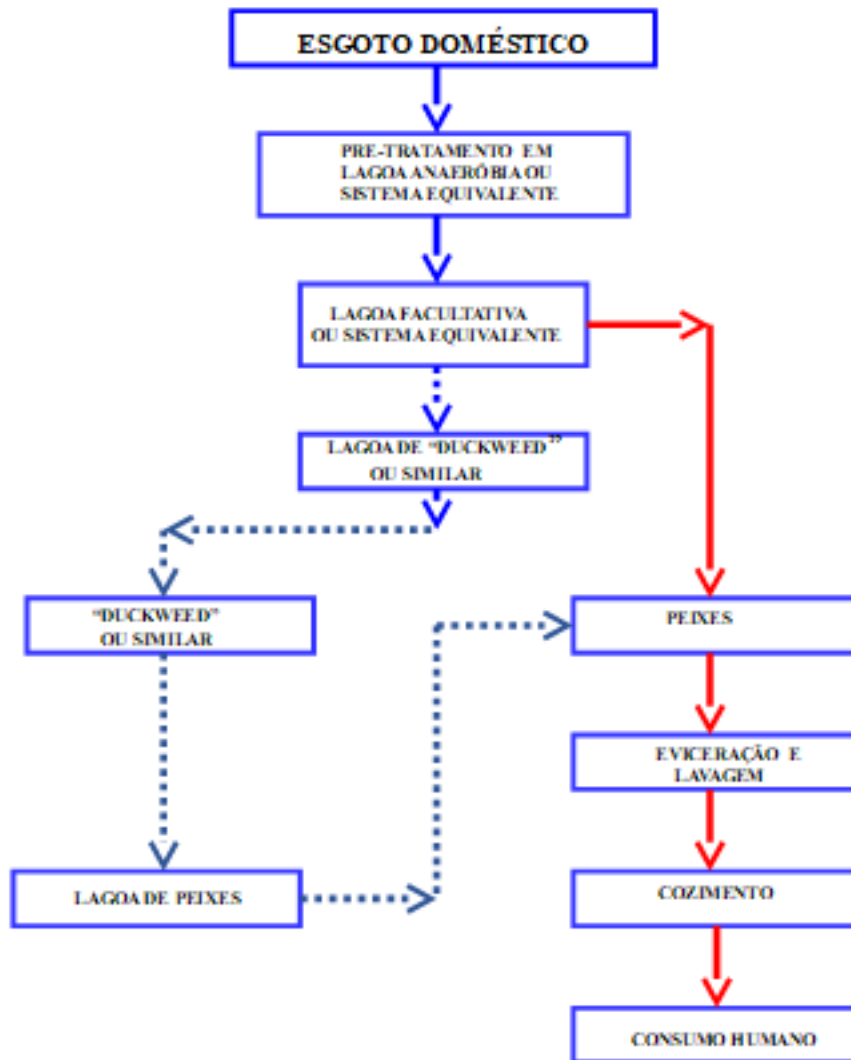 ESGOTO DOMÉSTICO
PRE-TRATAMENTO EM
LAGOA ANAERÓBIA OU
SISTEMA EQUIVALENTE
LAGOA FACULTATIVA
OU SISTEMA EQUIVALENTE
LAGOA DE “DUCKWEED”
OU SIMILAR
“DUCKWEED”
OU SIMILAR
PEIXES
EVICERAÇÃO E
LAVAGEM
LAGOA DE PEIXES
COZIMENTO
CONSUMO HUMANO